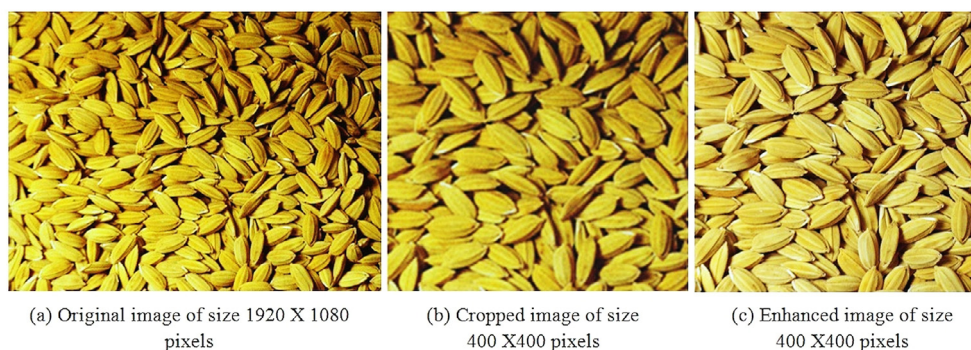 (a) Original image of size 1920 X 1080
pixels
(b) Cropped image of size
400 X400 pixels
(c) Enhanced image of size
400 X400 pixels